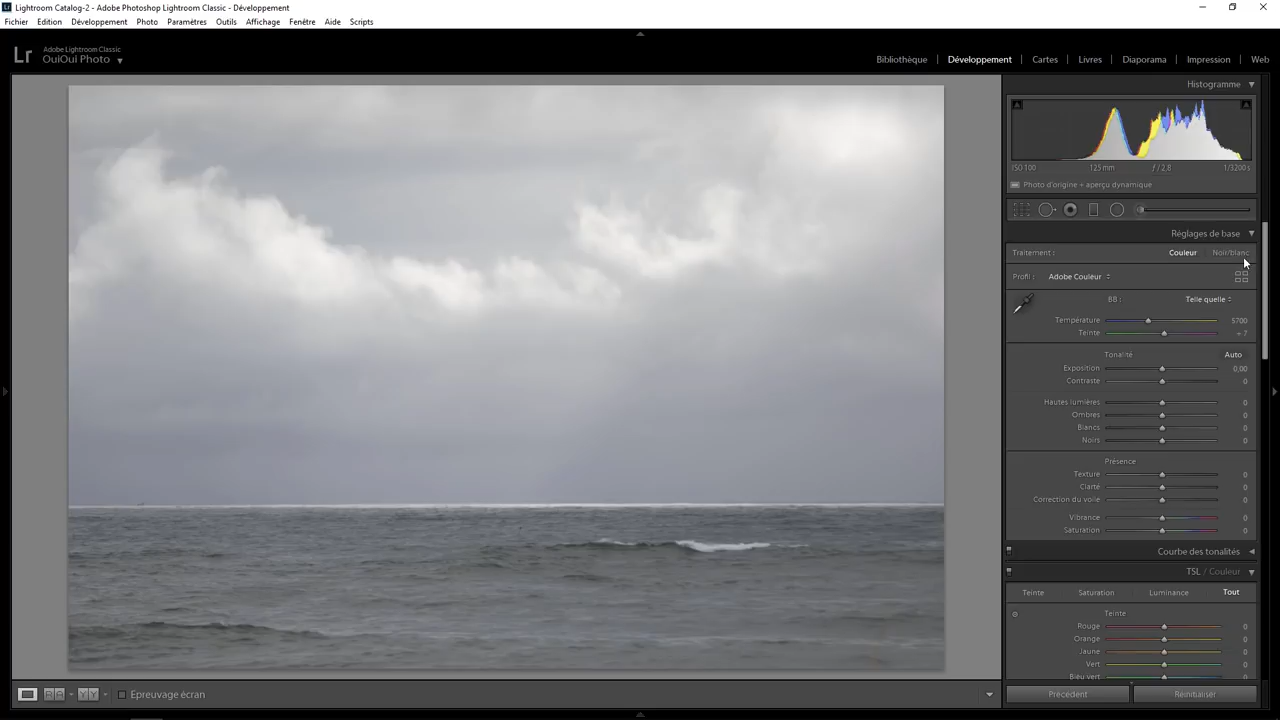 Lightroom Catalog-2 - Adobe Photoshop Lightroom Classic - Développement
Fichier Edition Développement Photo Paramètres Outils Affichage Fenêtre Aide Scripts
Lr Adobe Lightroom Classic
OuiOui Photo
Bibliothèque Développement Cartes Livres Diaporama Impression Web
Histogramme
ISO 100 125 mm ƒ / 2,8 1/3200 s
Photo d'origine + aperçu dynamique
Réglages de base
Traitement : Couleur Noir/blanc
Profil : Adobe Couleur
BB : Telle quelle
Température 5700
Teinte + 7
Tonalité Auto
Exposition 0,00
Contraste 0
Hautes lumières 0
Ombres 0
Blancs 0
Noirs 0
Présence
Texture 0
Clarté 0
Correction du voile 0
Vibrance 0
Saturation 0
Courbe des tonalités
TSL / Couleur
Teinte Saturation Luminance Tout
Teinte
Rouge 0
Orange 0
Jaune 0
Vert 0
Bleu vert 0
Epreuvage écran
Précédent Réinitialiser